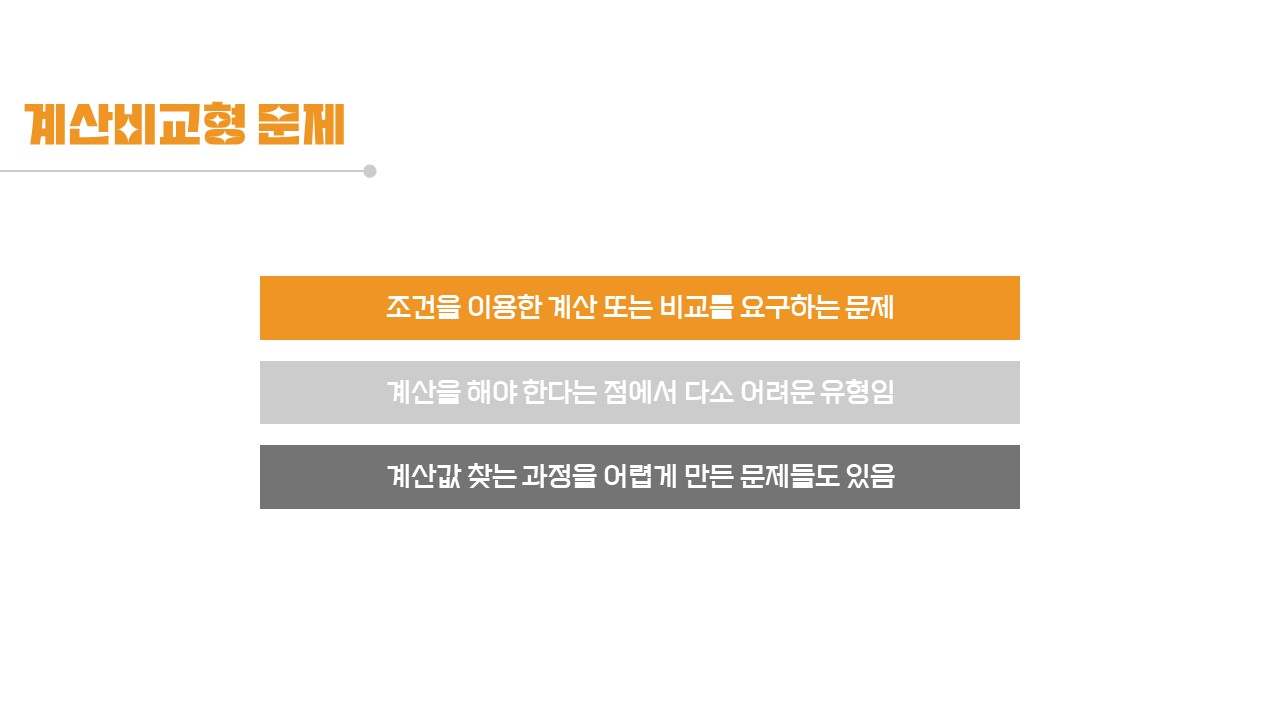 계산비교형 문제
조건을 이용한 계산 또는 비교를 요구하는 문제
계산을 해야 한다는 점에서 다소 어려운 유형임
계산값 찾는 과정을 어렵게 만든 문제들도 있음